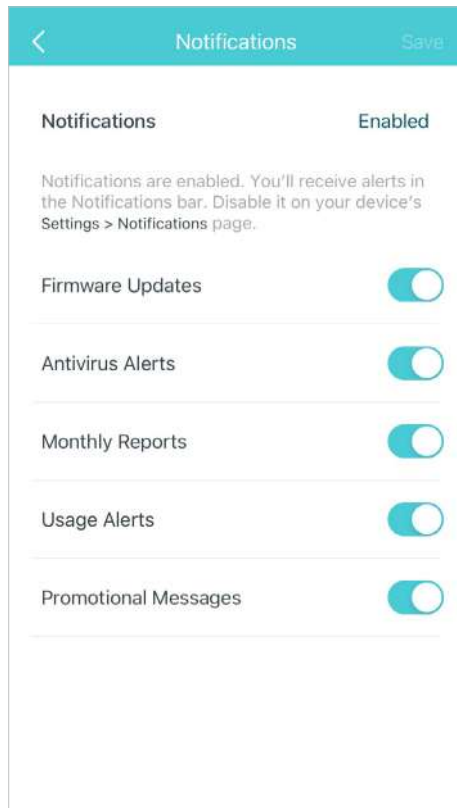 Notifications
Save
Notifications
Enabled
Notifications are enabled. You'll receive alerts in
the Notifications bar. Disable it on your device's
Settings > Notifications page.
Firmware Updates
Antivirus Alerts
Monthly Reports
Usage Alerts
Promotional Messages